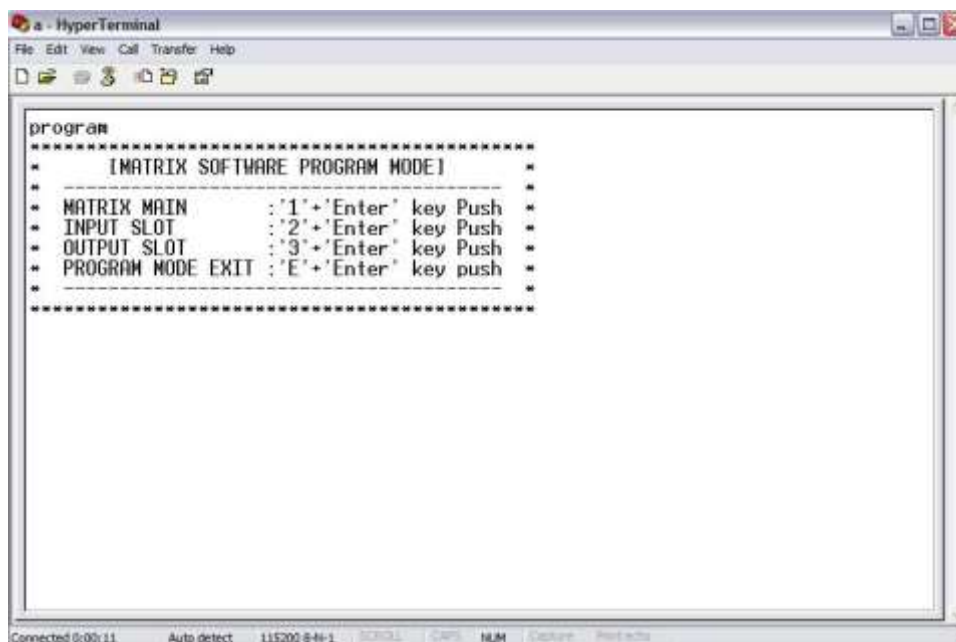 a - HyperTerminal
File Edit View Call Transfer Help
program
***********************************************
* [MATRIX SOFTWARE PROGRAM MODE] *
* ---------------------------------------- *
* MATRIX MAIN :'1'+'Enter' key Push *
* INPUT SLOT :'2'+'Enter' key Push *
* OUTPUT SLOT :'3'+'Enter' key Push *
* PROGRAM MODE EXIT :'E'+'Enter' key push *
* ---------------------------------------- *
***********************************************
Connected 0:00:11 Auto detect 115200 8-N-1 SCROLL CAPS NUM Capture Print echo